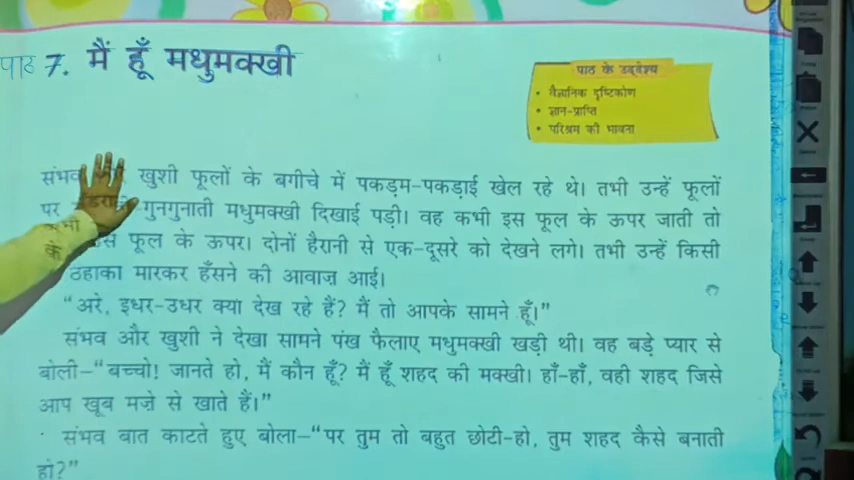 पाठ 7. मैं हूँ मधुमक्खी
पाठ के उद्देश्य
• वैज्ञानिक दृष्टिकोण
• ज्ञान-प्राप्ति
• परिश्रम की भावना
संभव खुशी फूलों के बगीचे में पकड़म-पकड़ाई खेल रहे थे। तभी उन्हें फूलों
पर गुनगुनाती मधुमक्खी दिखाई पड़ी। वह कभी इस फूल के ऊपर जाती तो
कभी फूल के ऊपर। दोनों हैरानी से एक-दूसरे को देखने लगे। तभी उन्हें किसी
के ठहाका मारकर हँसने की आवाज़ आई।
"अरे, इधर-उधर क्या देख रहे हैं? मैं तो आपके सामने हूँ।"
संभव और खुशी ने देखा सामने पंख फैलाए मधुमक्खी खड़ी थी। वह बड़े प्यार से
बोली-"बच्चो! जानते हो, मैं कौन हूँ? मैं हूँ शहद की मक्खी। हाँ-हाँ, वही शहद जिसे
आप खूब मज़े से खाते हैं।"
संभव बात काटते हुए बोला-"पर तुम तो बहुत छोटी-हो, तुम शहद कैसे बनाती
हो?"